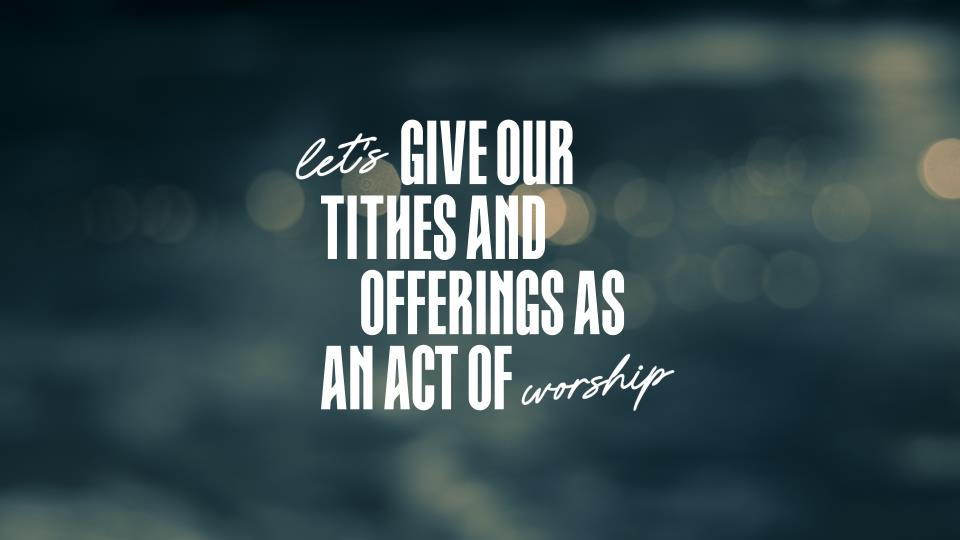 let's GIVE OUR
TITHES AND
OFFERINGS AS
AN ACT OF worship